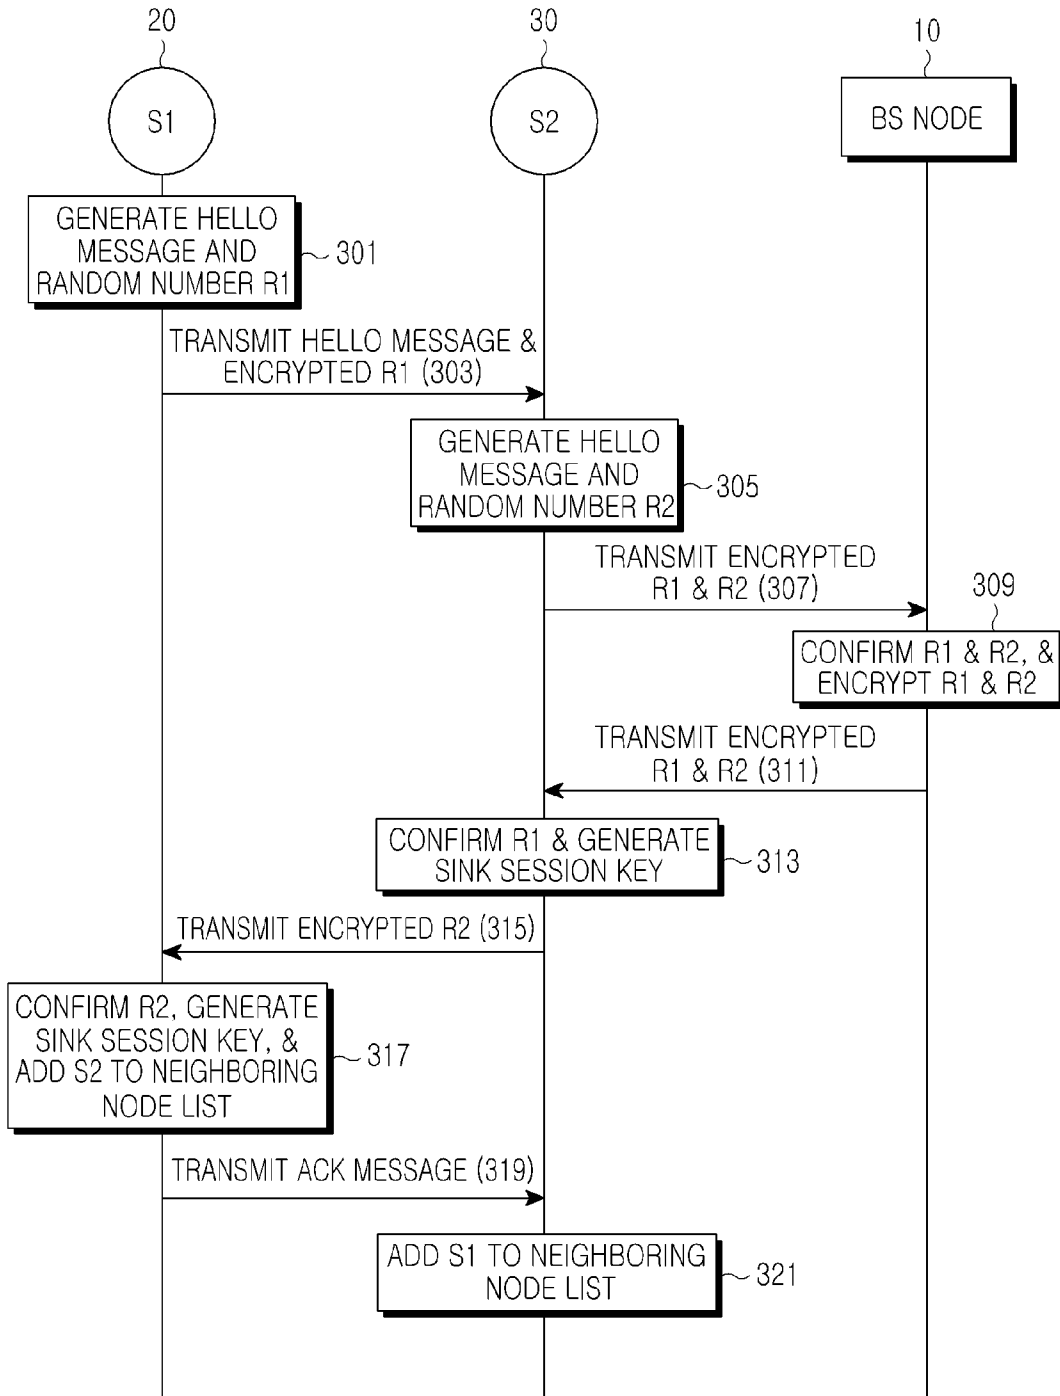 20
30
10
S1
S2
BS NODE
GENERATE HELLO
MESSAGE AND
RANDOM NUMBER R1
301
TRANSMIT HELLO MESSAGE &
ENCRYPTED R1 (303)
GENERATE HELLO
MESSAGE AND
RANDOM NUMBER R2
305
TRANSMIT ENCRYPTED
R1 & R2 (307)
309
CONFIRM R1 & R2, &
ENCRYPT R1 & R2
TRANSMIT ENCRYPTED
R1 & R2 (311)
CONFIRM R1 & GENERATE
SINK SESSION KEY
313
TRANSMIT ENCRYPTED R2 (315)
CONFIRM R2, GENERATE
SINK SESSION KEY, &
ADD S2 TO NEIGHBORING
NODE LIST
317
TRANSMIT ACK MESSAGE (319)
ADD S1 TO NEIGHBORING
NODE LIST
321